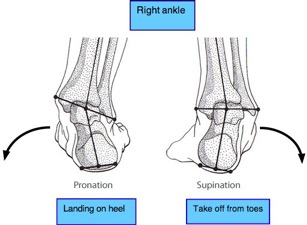 Right ankle
Pronation
Supination
Landing on heel
Take off from toes